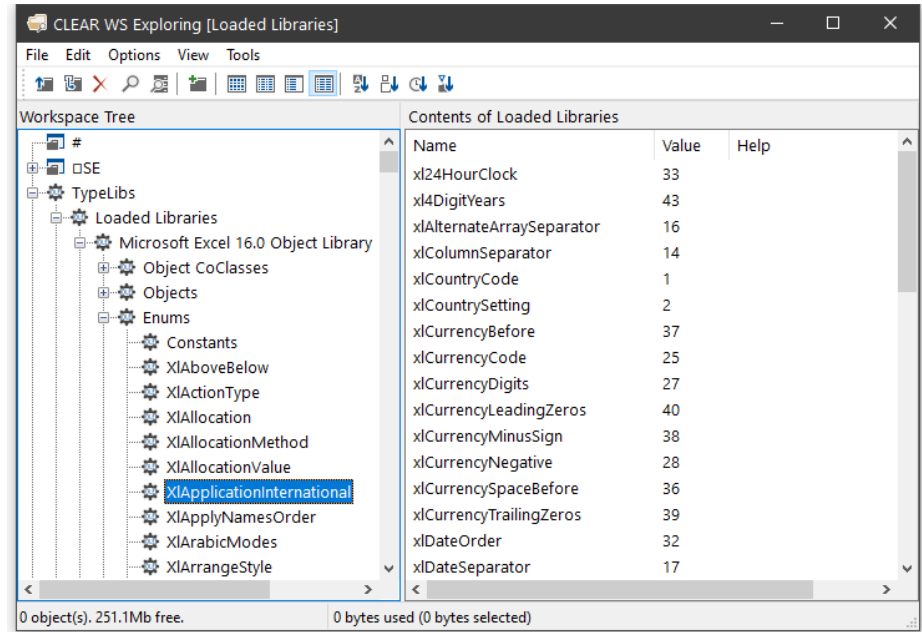 CLEAR WS Exploring [Loaded Libraries]
File Edit Options View Tools
Workspace Tree
#
⎕SE
TypeLibs
Loaded Libraries
Microsoft Excel 16.0 Object Library
Object CoClasses
Objects
Enums
Constants
XlAboveBelow
XlActionType
XlAllocation
XlAllocationMethod
XlAllocationValue
XlApplicationInternational
XlApplyNamesOrder
XlArabicModes
XlArrangeStyle
Contents of Loaded Libraries
Name Value Help
xl24HourClock 33
xl4DigitYears 43
xlAlternateArraySeparator 16
xlColumnSeparator 14
xlCountryCode 1
xlCountrySetting 2
xlCurrencyBefore 37
xlCurrencyCode 25
xlCurrencyDigits 27
xlCurrencyLeadingZeros 40
xlCurrencyMinusSign 38
xlCurrencyNegative 28
xlCurrencySpaceBefore 36
xlCurrencyTrailingZeros 39
xlDateOrder 32
xlDateSeparator 17
0 object(s). 251.1Mb free.
0 bytes used (0 bytes selected)